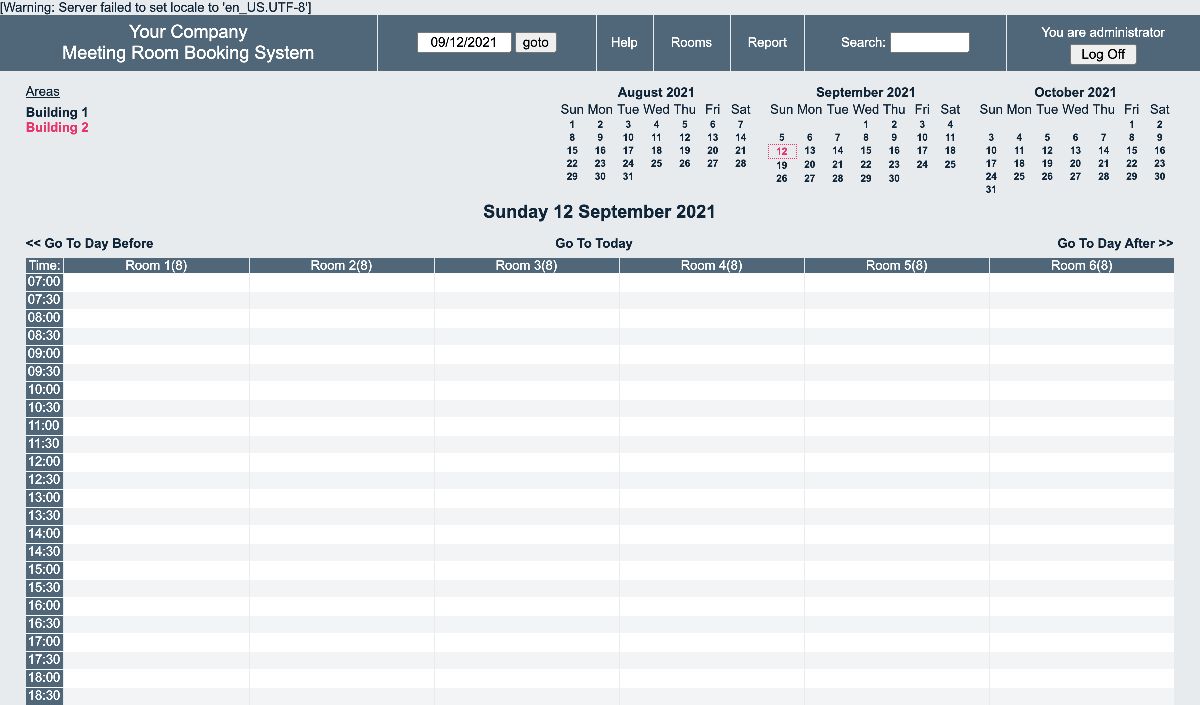 [Warning: Server failed to set locale to 'en_US.UTF-8']
Your Company
Meeting Room Booking System
09/12/2021 goto
Help
Rooms
Report
Search:
You are administrator
Log Off
Areas
Building 1
Building 2
August 2021
Sun Mon Tue Wed Thu Fri Sat
1 2 3 4 5 6 7
8 9 10 11 12 13 14
15 16 17 18 19 20 21
22 23 24 25 26 27 28
29 30 31
September 2021
Sun Mon Tue Wed Thu Fri Sat
1 2 3 4
5 6 7 8 9 10 11
12 13 14 15 16 17 18
19 20 21 22 23 24 25
26 27 28 29 30
October 2021
Sun Mon Tue Wed Thu Fri Sat
1 2
3 4 5 6 7 8 9
10 11 12 13 14 15 16
17 18 19 20 21 22 23
24 25 26 27 28 29 30
31
Sunday 12 September 2021
<< Go To Day Before
Go To Today
Go To Day After >>
Time: Room 1(8) Room 2(8) Room 3(8) Room 4(8) Room 5(8) Room 6(8)
07:00
07:30
08:00
08:30
09:00
09:30
10:00
10:30
11:00
11:30
12:00
12:30
13:00
13:30
14:00
14:30
15:00
15:30
16:00
16:30
17:00
17:30
18:00
18:30